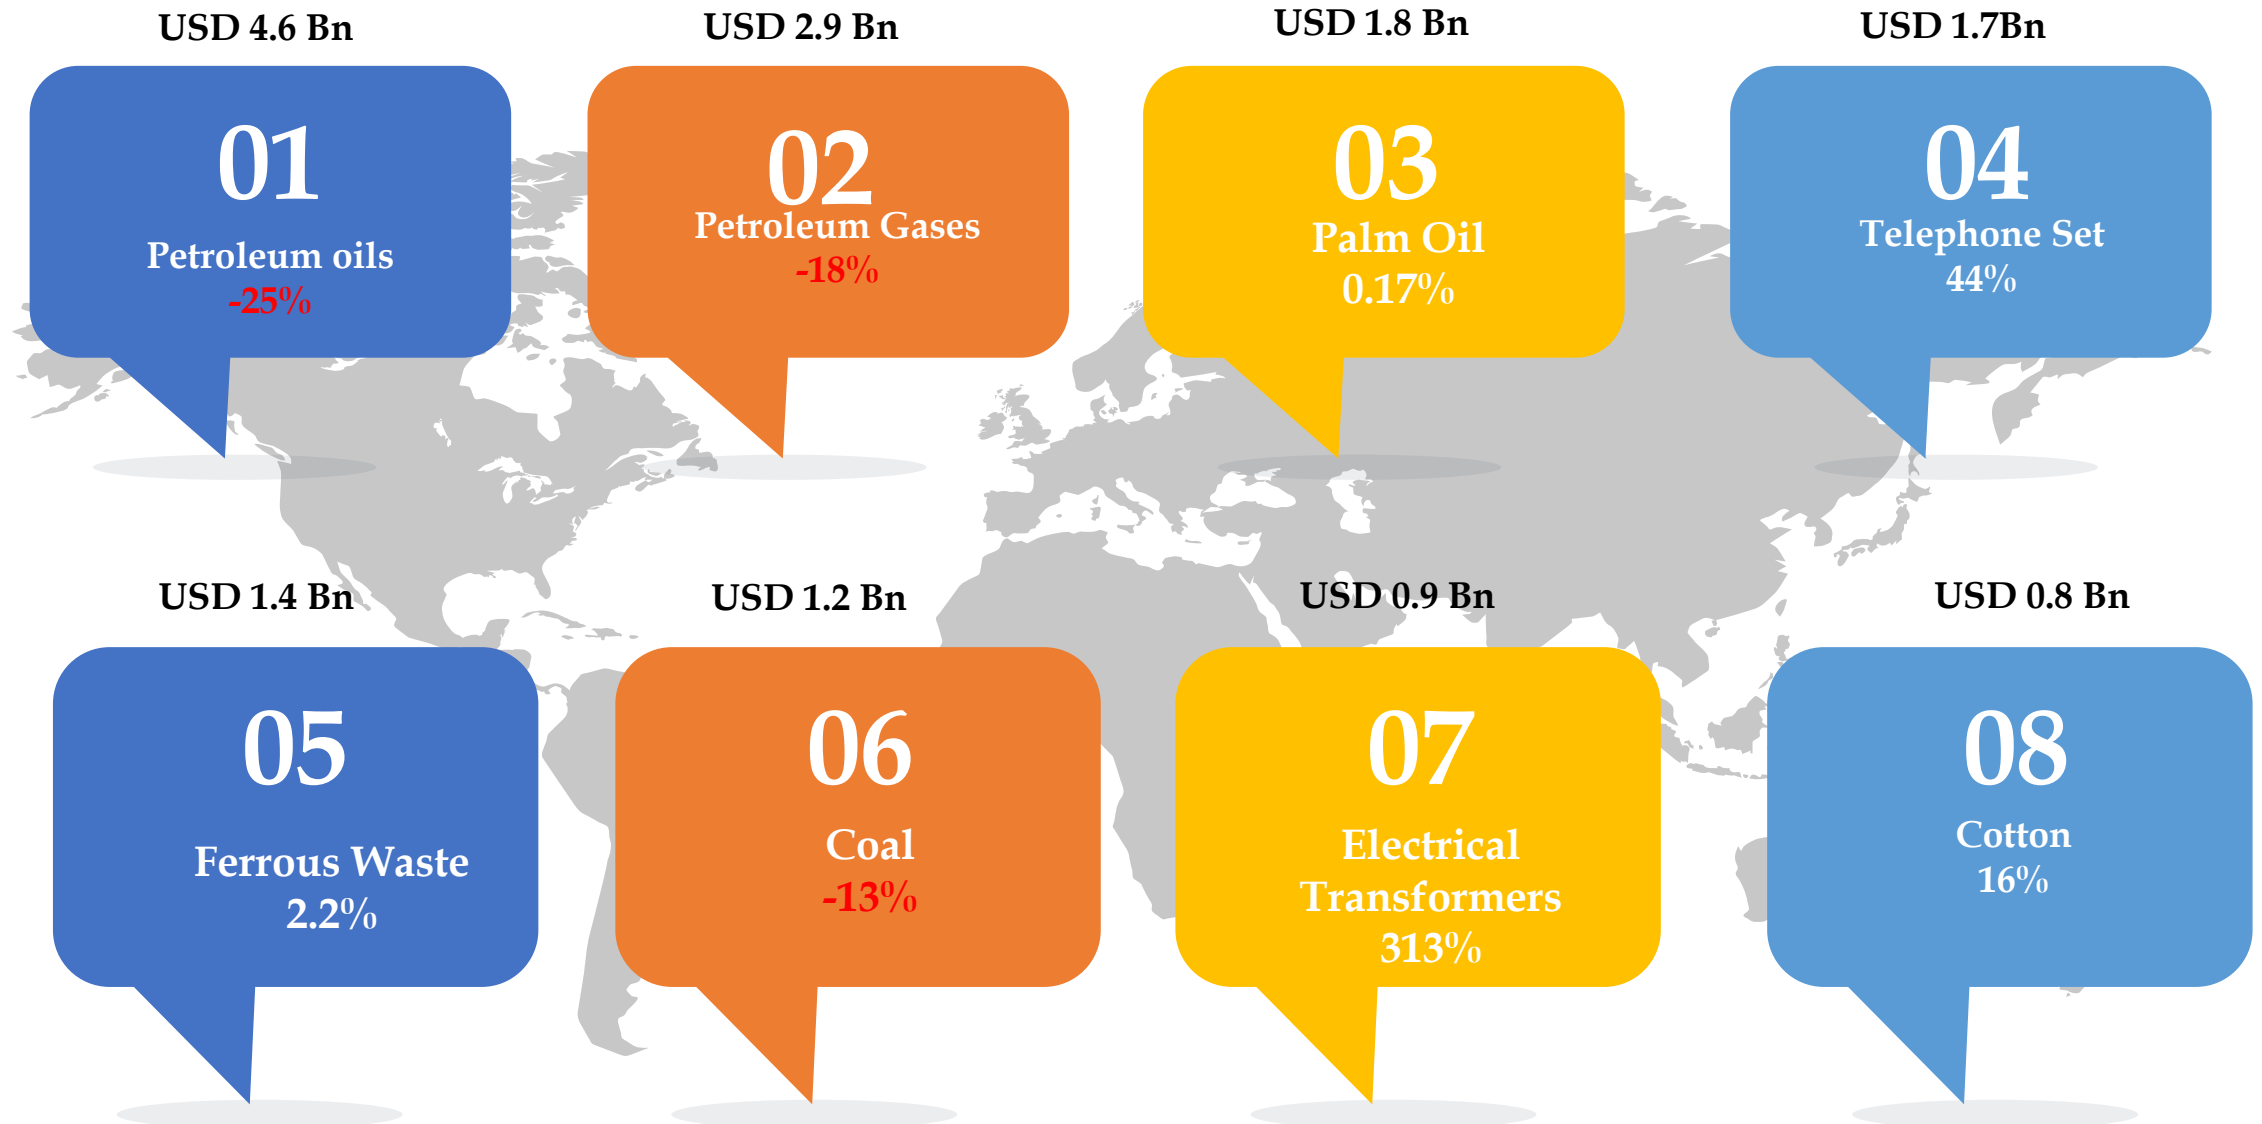 USD 4.6 Bn
01
Petroleum oils
-25%
USD 2.9 Bn
02
Petroleum Gases
-18%
USD 1.8 Bn
03
Palm Oil
0.17%
USD 1.7Bn
04
Telephone Set
44%
USD 1.4 Bn
05
Ferrous Waste
2.2%
USD 1.2 Bn
06
Coal
-13%
USD 0.9 Bn
07
Electrical
Transformers
313%
USD 0.8 Bn
08
Cotton
16%